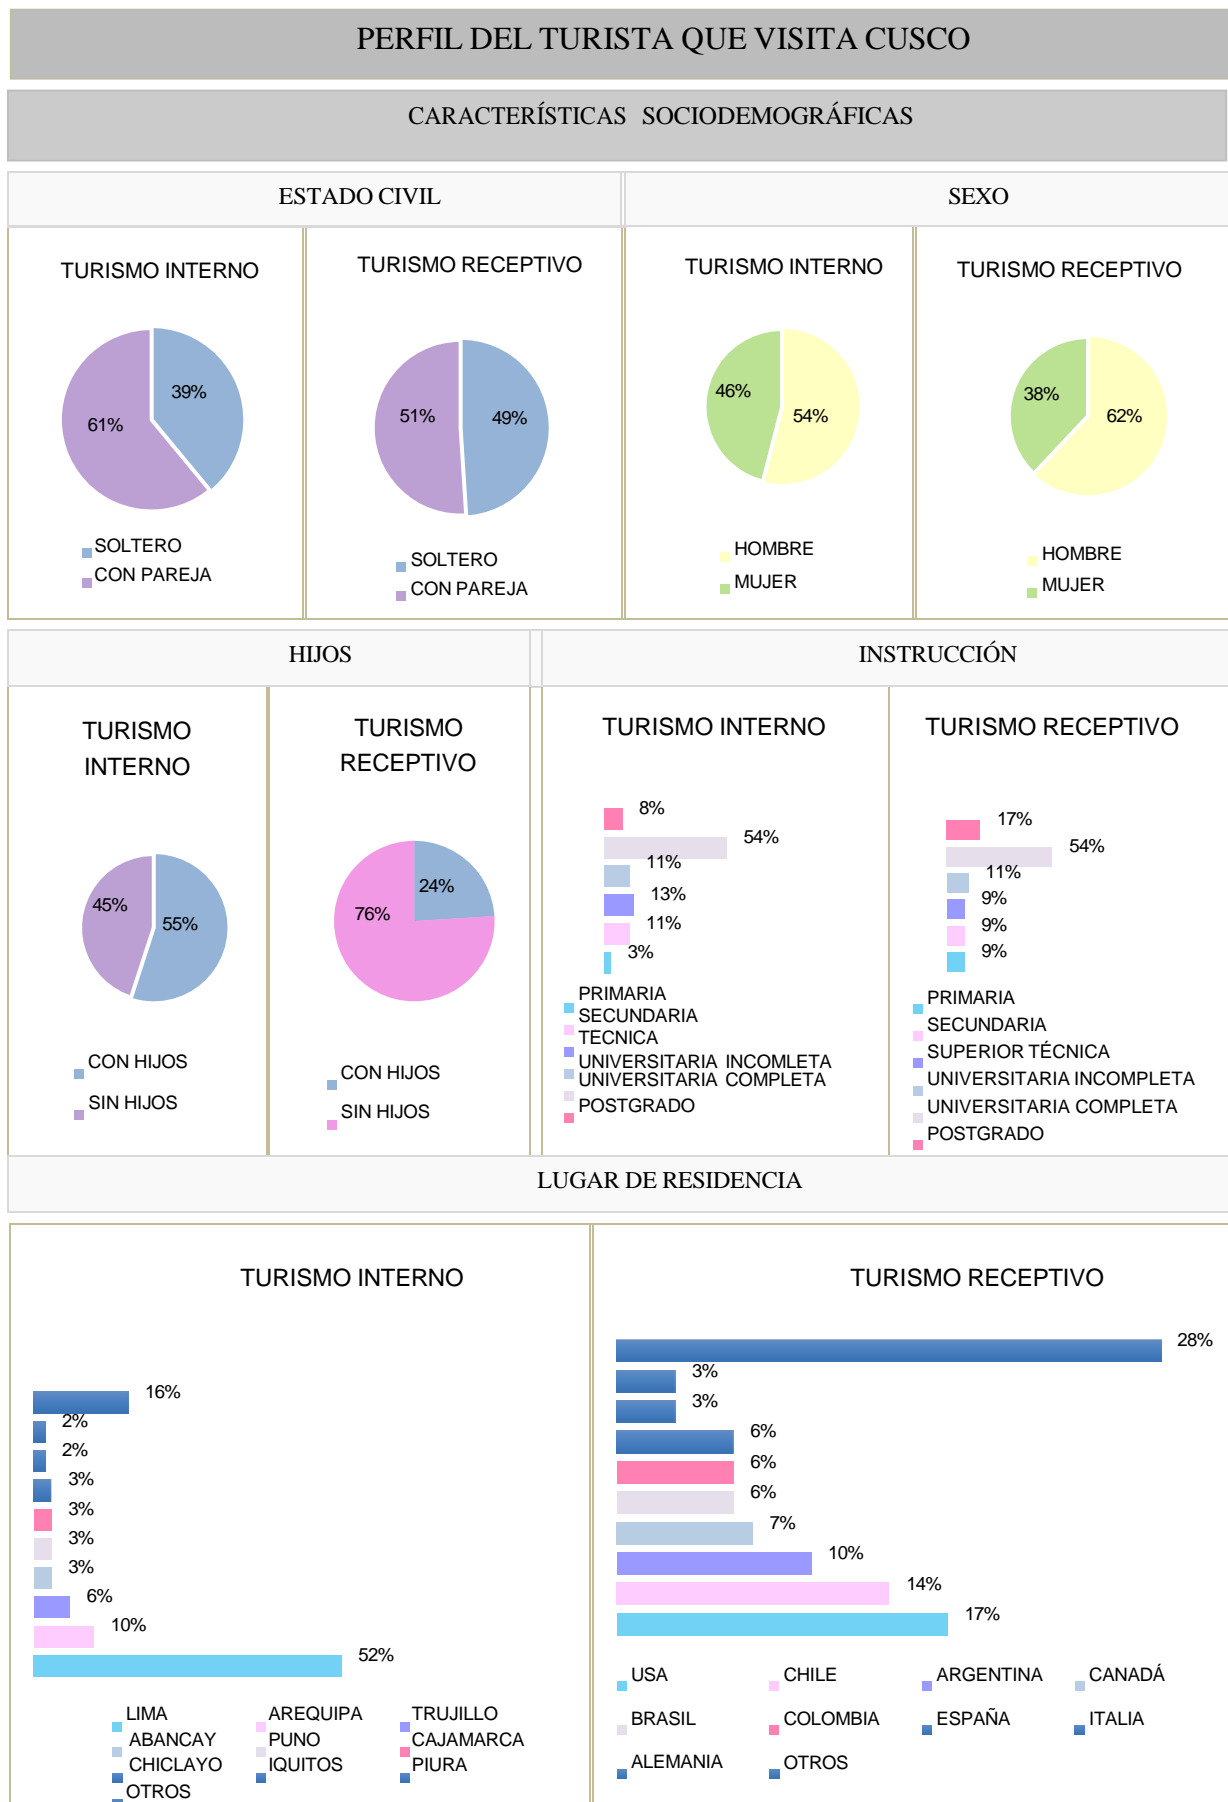 PERFIL DEL TURISTA QUE VISITA CUSCO
CARACTERÍSTICAS SOCIODEMOGRÁFICAS
ESTADO CIVIL
SEXO
TURISMO INTERNO
39%
61%
SOLTERO
CON PAREJA
TURISMO RECEPTIVO
51%
49%
SOLTERO
CON PAREJA
TURISMO INTERNO
46%
54%
HOMBRE
MUJER
TURISMO RECEPTIVO
38%
62%
HOMBRE
MUJER
HIJOS
INSTRUCCIÓN
TURISMO
INTERNO
45%
55%
CON HIJOS
SIN HIJOS
TURISMO
RECEPTIVO
24%
76%
CON HIJOS
SIN HIJOS
TURISMO INTERNO
8%
54%
11%
13%
11%
3%
PRIMARIA
SECUNDARIA
TECNICA
UNIVERSITARIA INCOMLETA
UNIVERSITARIA COMPLETA
POSTGRADO
TURISMO RECEPTIVO
17%
54%
11%
9%
9%
9%
PRIMARIA
SECUNDARIA
SUPERIOR TÉCNICA
UNIVERSITARIA INCOMPLETA
UNIVERSITARIA COMPLETA
POSTGRADO
LUGAR DE RESIDENCIA
TURISMO INTERNO
16%
2%
2%
3%
3%
3%
3%
6%
10%
52%
LIMA AREQUIPA TRUJILLO
ABANCAY PUNO CAJAMARCA
CHICLAYO IQUITOS PIURA
OTROS
TURISMO RECEPTIVO
28%
3%
3%
6%
6%
6%
7%
10%
14%
17%
USA CHILE ARGENTINA CANADÁ
BRASIL COLOMBIA ESPAÑA ITALIA
ALEMANIA OTROS